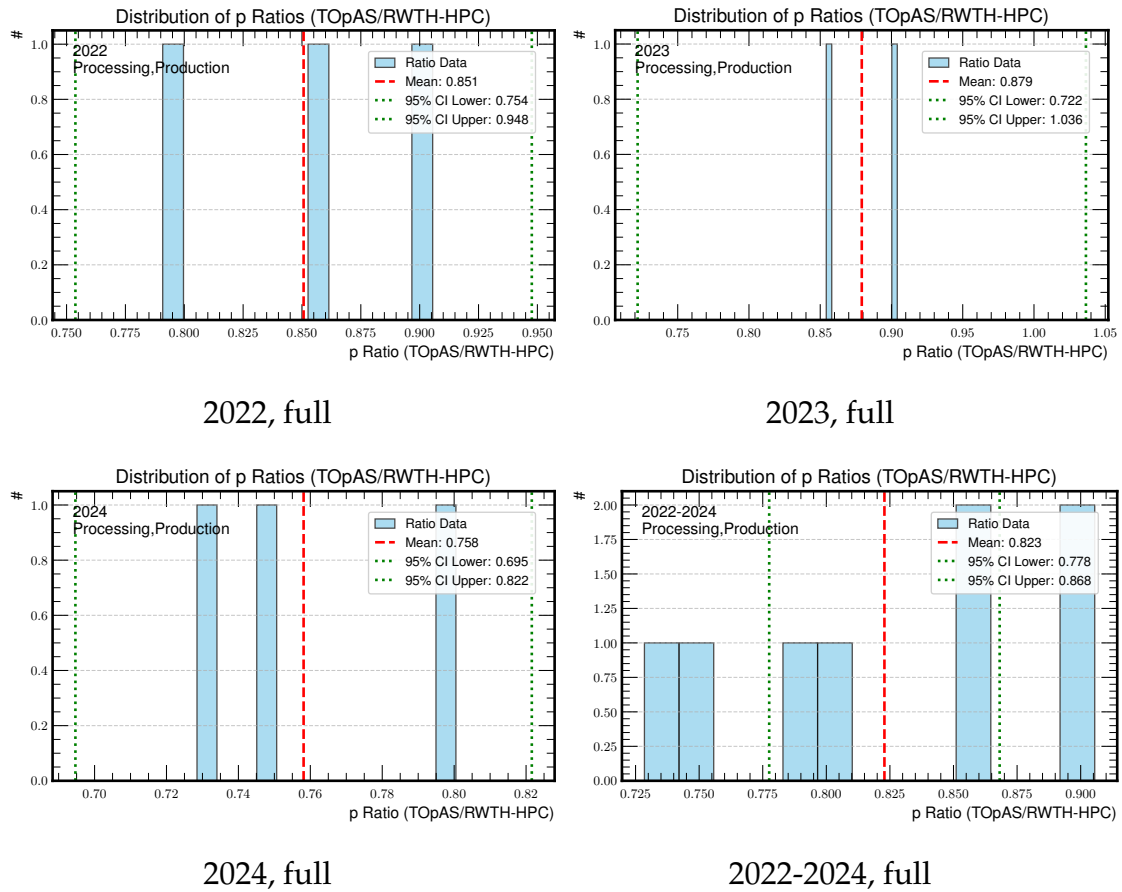 Distribution of p Ratios (TOpAS/RWTH-HPC)
#
2022
Processing,Production
Ratio Data
Mean: 0.851
95% CI Lower: 0.754
95% CI Upper: 0.948
1.0
0.8
0.6
0.4
0.2
0.0
0.750 0.775 0.800 0.825 0.850 0.875 0.900 0.925 0.950
p Ratio (TOpAS/RWTH-HPC)
2022, full
Distribution of p Ratios (TOpAS/RWTH-HPC)
#
2023
Processing,Production
Ratio Data
Mean: 0.879
95% CI Lower: 0.722
95% CI Upper: 1.036
1.0
0.8
0.6
0.4
0.2
0.0
0.75 0.80 0.85 0.90 0.95 1.00 1.05
p Ratio (TOpAS/RWTH-HPC)
2023, full
Distribution of p Ratios (TOpAS/RWTH-HPC)
#
2024
Processing,Production
Ratio Data
Mean: 0.758
95% CI Lower: 0.695
95% CI Upper: 0.822
1.0
0.8
0.6
0.4
0.2
0.0
0.70 0.72 0.74 0.76 0.78 0.80 0.82
p Ratio (TOpAS/RWTH-HPC)
2024, full
Distribution of p Ratios (TOpAS/RWTH-HPC)
#
2022-2024
Processing,Production
Ratio Data
Mean: 0.823
95% CI Lower: 0.778
95% CI Upper: 0.868
2.00
1.75
1.50
1.25
1.00
0.75
0.50
0.25
0.00
0.725 0.750 0.775 0.800 0.825 0.850 0.875 0.900
p Ratio (TOpAS/RWTH-HPC)
2022-2024, full